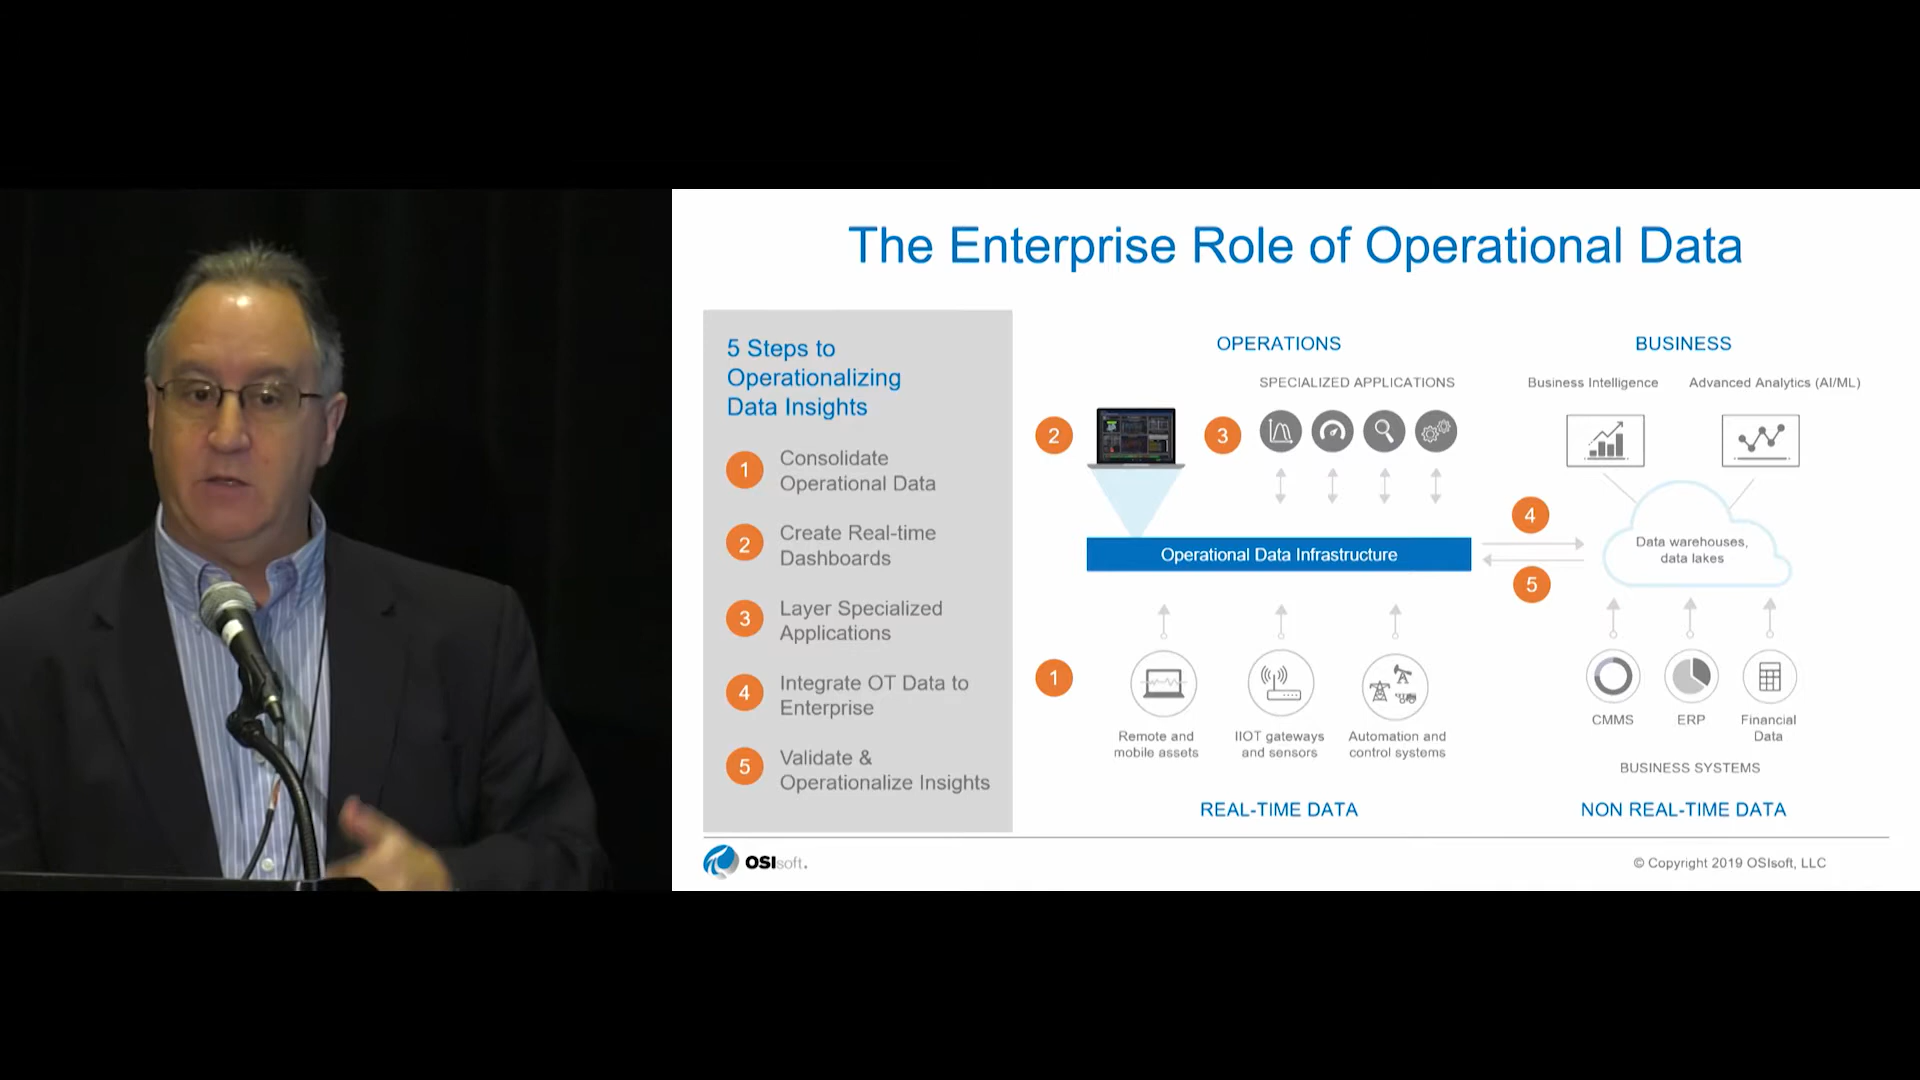 The Enterprise Role of Operational Data
5 Steps to
Operationalizing
Data Insights
1
Consolidate
Operational Data
2
Create Real-time
Dashboards
3
Layer Specialized
Applications
4
Integrate OT Data to
Enterprise
5
Validate &
Operationalize Insights
OPERATIONS
SPECIALIZED APPLICATIONS
2
3
Operational Data Infrastructure
1
Remote and
mobile assets
IIOT gateways
and sensors
Automation and
control systems
REAL-TIME DATA
BUSINESS
Business Intelligence
Advanced Analytics (AI/ML)
4
5
Data warehouses,
data lakes
CMMS
ERP
Financial
Data
BUSINESS SYSTEMS
NON REAL-TIME DATA
OSIsoft.
© Copyright 2019 OSIsoft, LLC